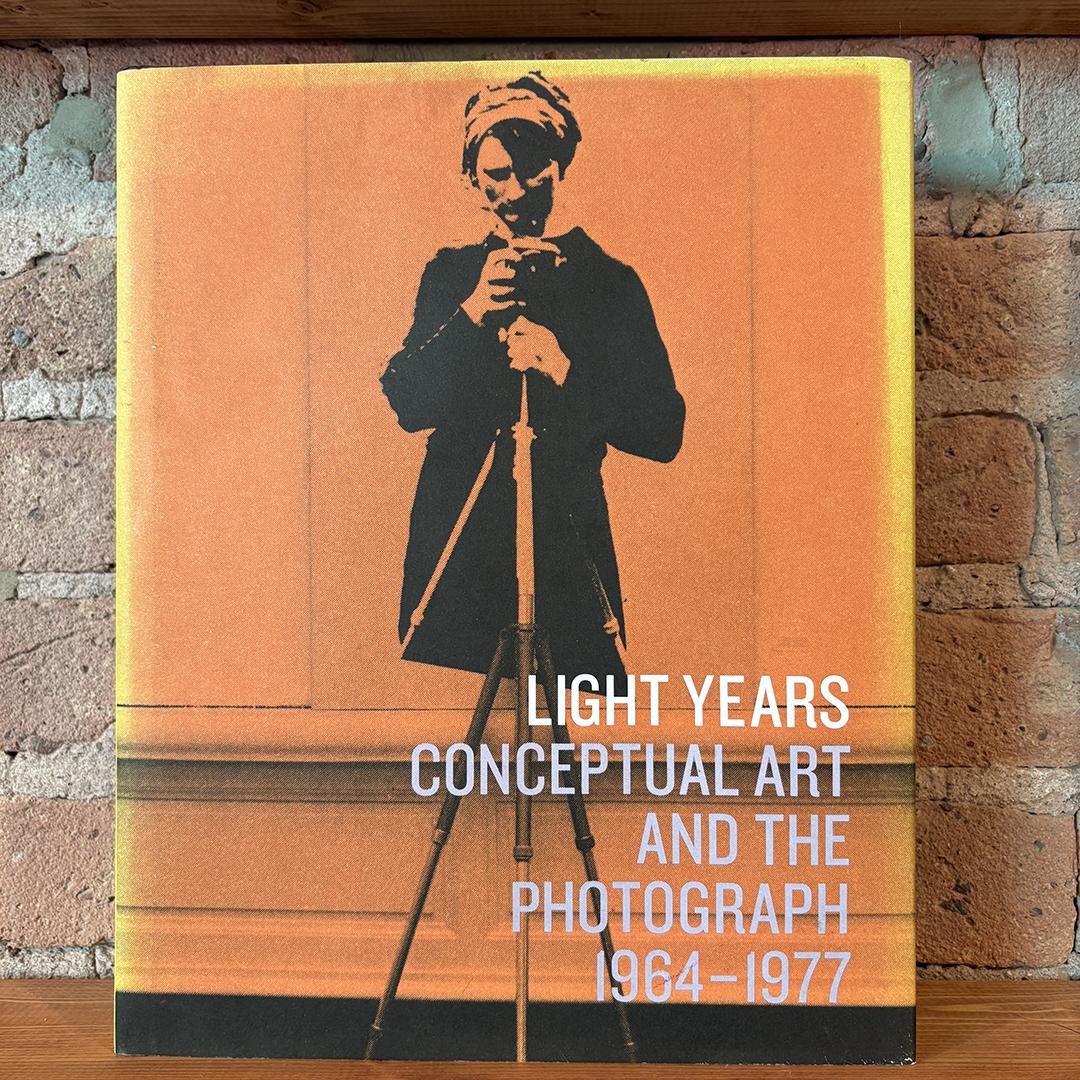 LIGHT YEARS
CONCEPTUAL ART
AND THE
PHOTOGRAPH
1964–1977